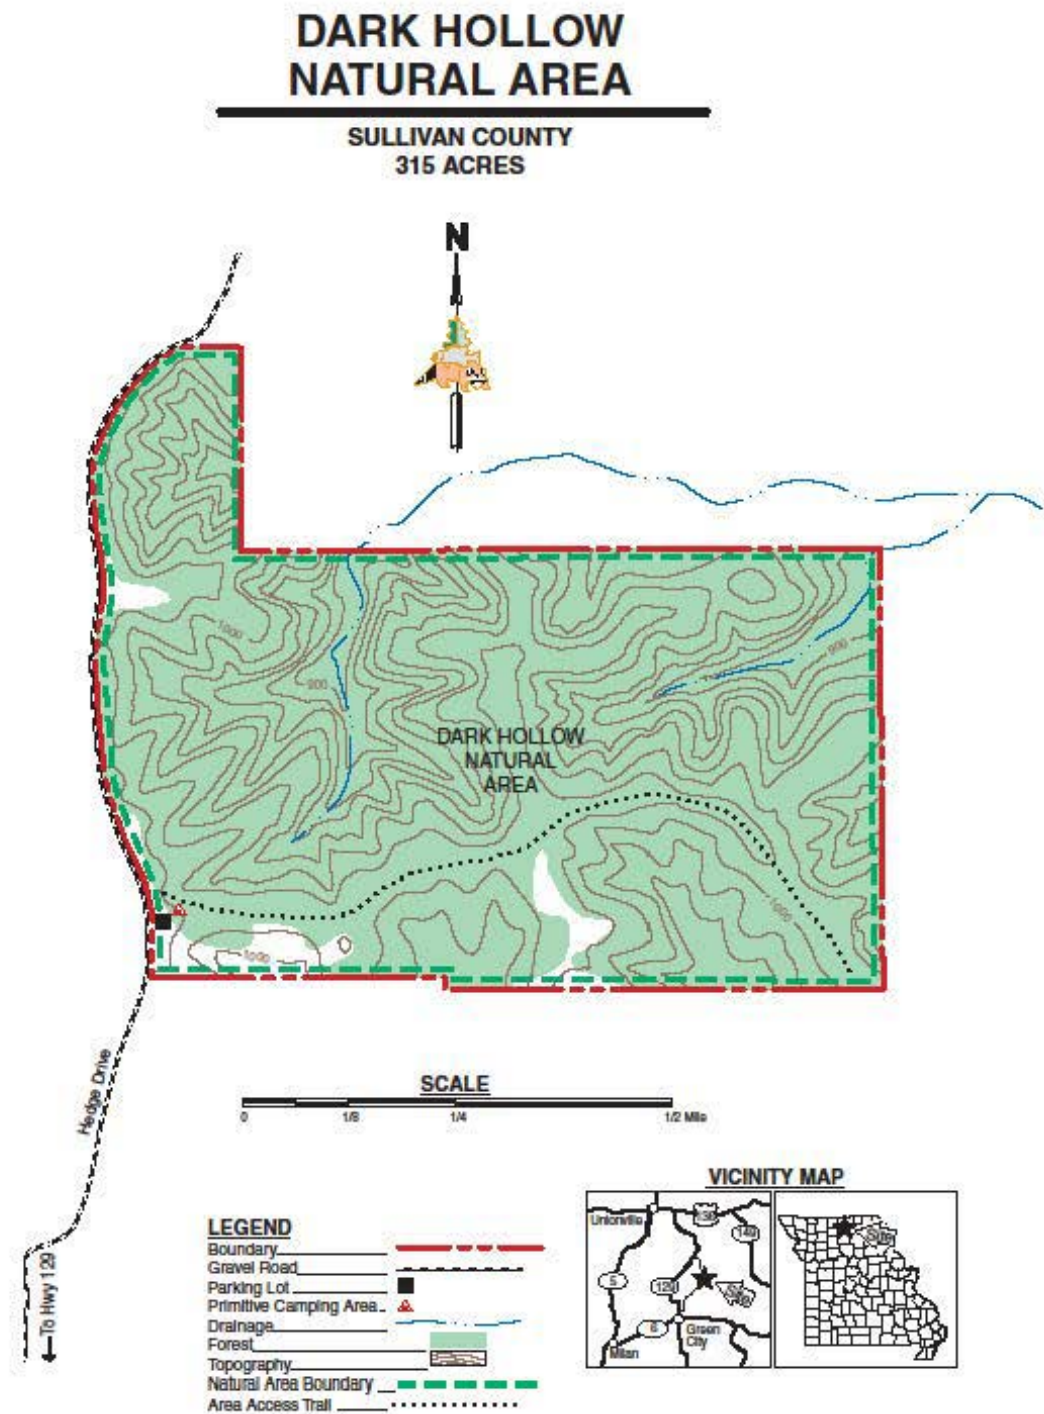 DARK HOLLOW
NATURAL AREA
SULLIVAN COUNTY
315 ACRES
N
1000
900
900
DARK HOLLOW
NATURAL
AREA
1000
1000
Hedge Drive
To Hwy 129
SCALE
0 1/8 1/4 1/2 Mile
VICINITY MAP
Unionville
136
149
5
129
Site
6
Green
City
Milan
Site
LEGEND
Boundary
Gravel Road
Parking Lot
Primitive Camping Area
Drainage
Forest
Topography
Natural Area Boundary
Area Access Trail